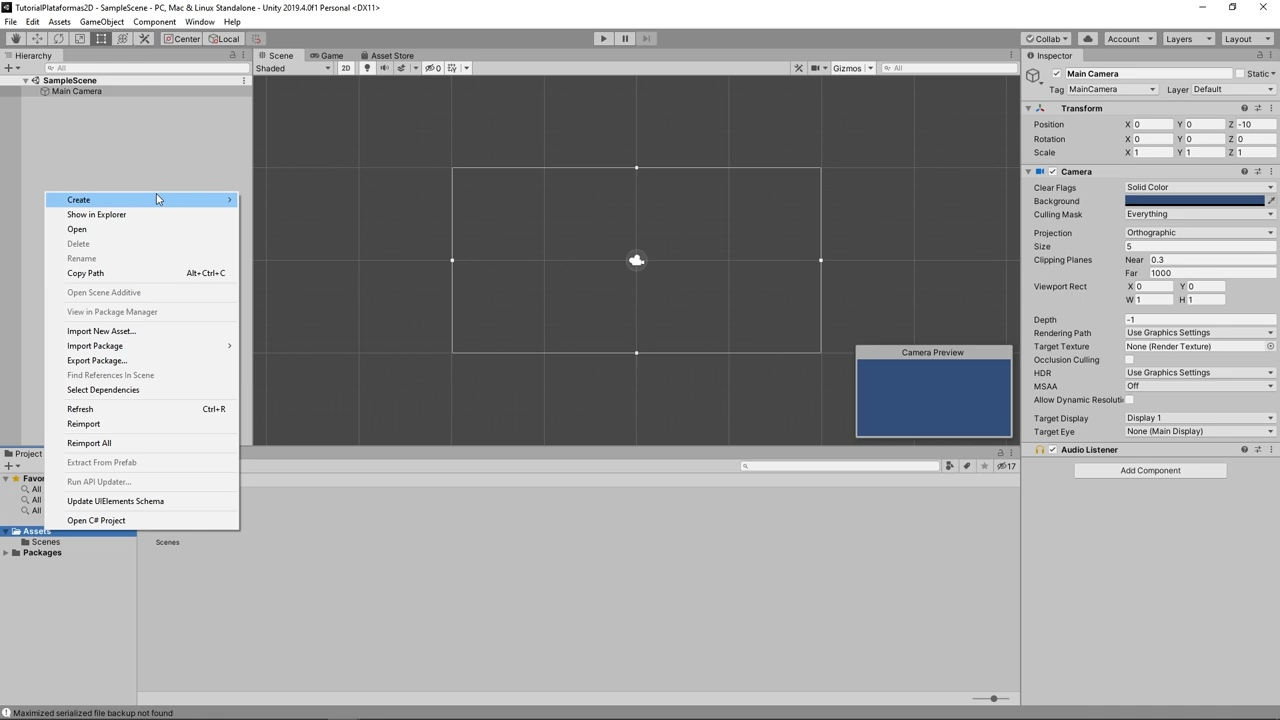 TutorialPlataformas2D - SampleScene - PC, Mac & Linux Standalone - Unity 2019.4.0f1 Personal <DX11>
File Edit Assets GameObject Component Window Help
Center Local Collab Account Layers Layout
Hierarchy
All
SampleScene
Main Camera
Create
Show in Explorer
Open
Delete
Rename
Copy Path Alt+Ctrl+C
Open Scene Additive
View in Package Manager
Import New Asset...
Import Package
Export Package...
Find References In Scene
Select Dependencies
Refresh Ctrl+R
Reimport
Reimport All
Extract From Prefab
Run API Updater...
Update UIElements Schema
Open C# Project
Scene Game Asset Store
Shaded 2D 0 Gizmos All
Camera Preview
Project
17
Favor
All
All
All
Assets
Scenes
Packages
Scenes
Inspector
Main Camera Static
Tag MainCamera Layer Default
Transform
Position X 0 Y 0 Z -10
Rotation X 0 Y 0 Z 0
Scale X 1 Y 1 Z 1
Camera
Clear Flags Solid Color
Background
Culling Mask Everything
Projection Orthographic
Size 5
Clipping Planes Near 0.3
Far 1000
Viewport Rect X 0 Y 0
W 1 H 1
Depth -1
Rendering Path Use Graphics Settings
Target Texture None (Render Texture)
Occlusion Culling
HDR Use Graphics Settings
MSAA Off
Allow Dynamic Resoluti
Target Display Display 1
Target Eye None (Main Display)
Audio Listener
Add Component
Maximized serialized file backup not found